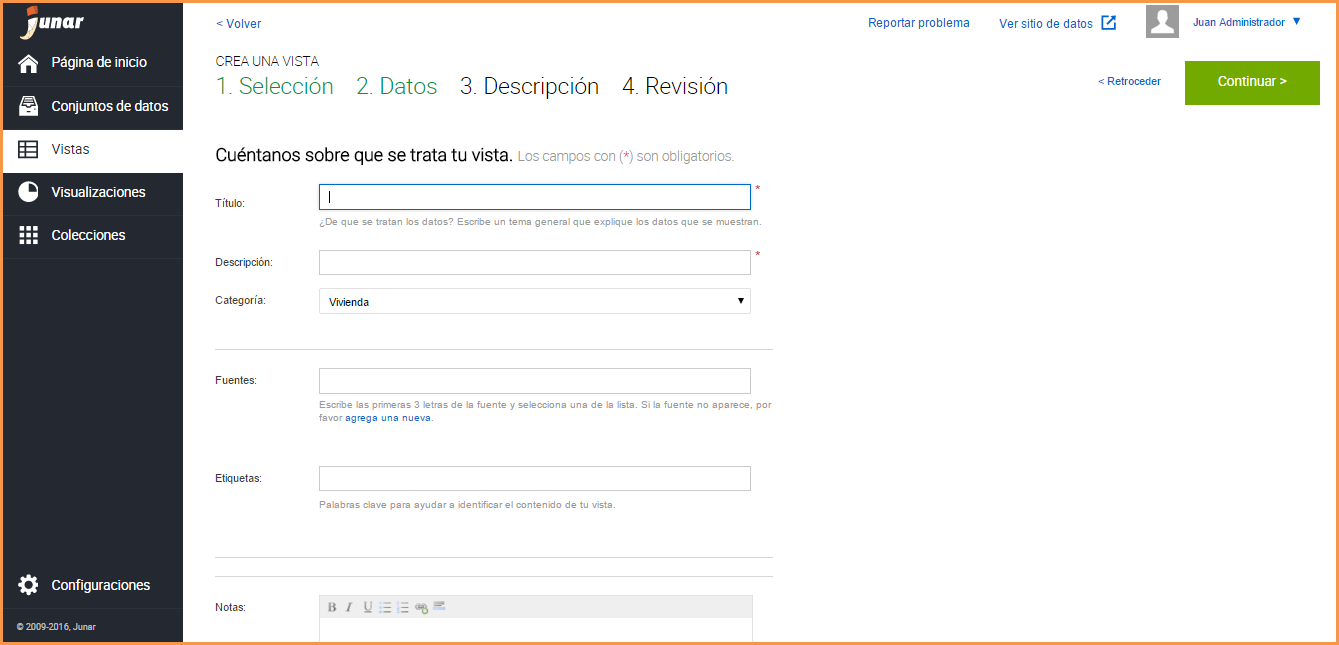 junar
Página de inicio
Conjuntos de datos
Vistas
Visualizaciones
Colecciones
Configuraciones
© 2009-2016, Junar
< Volver
Reportar problema
Ver sitio de datos
Juan Administrador ▼
CREA UNA VISTA
1. Selección 2. Datos 3. Descripción 4. Revisión
< Retroceder
Continuar >
Cuéntanos sobre que se trata tu vista. Los campos con (*) son obligatorios.
Título: *
¿De que se tratan los datos? Escribe un tema general que explique los datos que se muestran.
Descripción: *
Categoría: Vivienda ▼
Fuentes:
Escribe las primeras 3 letras de la fuente y selecciona una de la lista. Si la fuente no aparece, por
favor agrega una nueva.
Etiquetas:
Palabras clave para ayudar a identificar el contenido de tu vista.
Notas: B I U